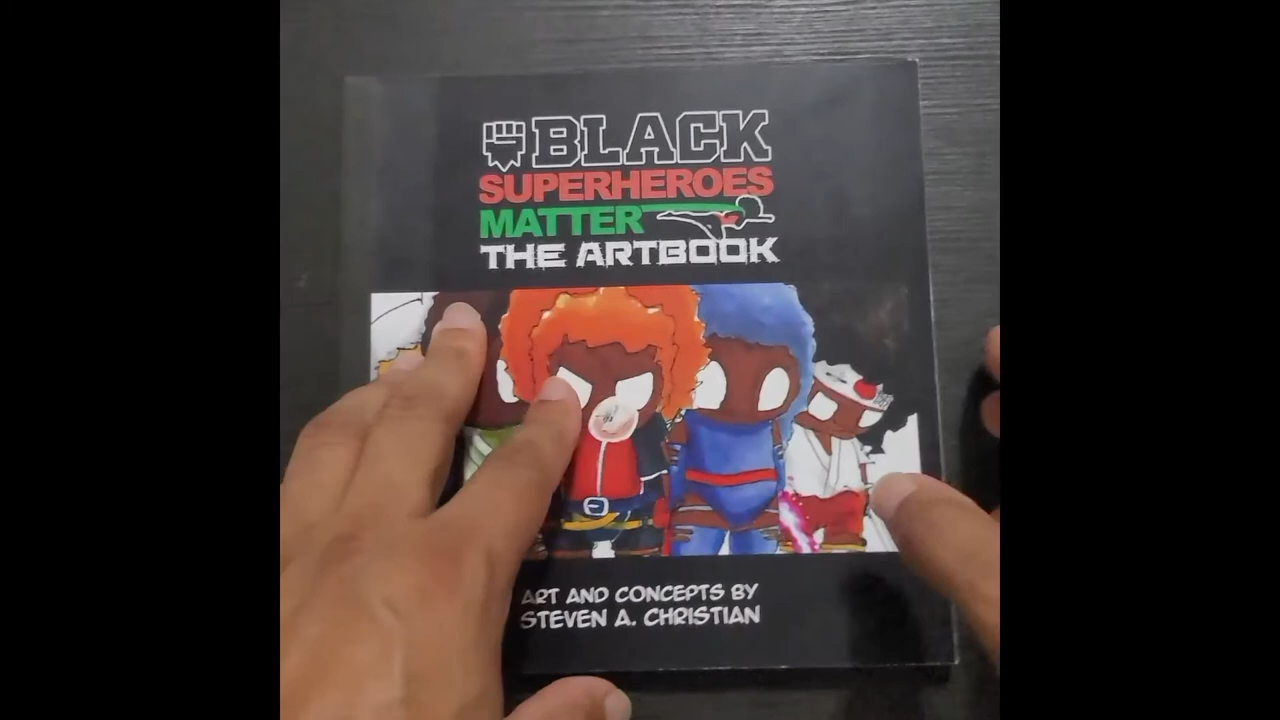 BLACK
SUPERHEROES
MATTER
THE ARTBOOK
ART AND CONCEPTS BY
STEVEN A. CHRISTIAN